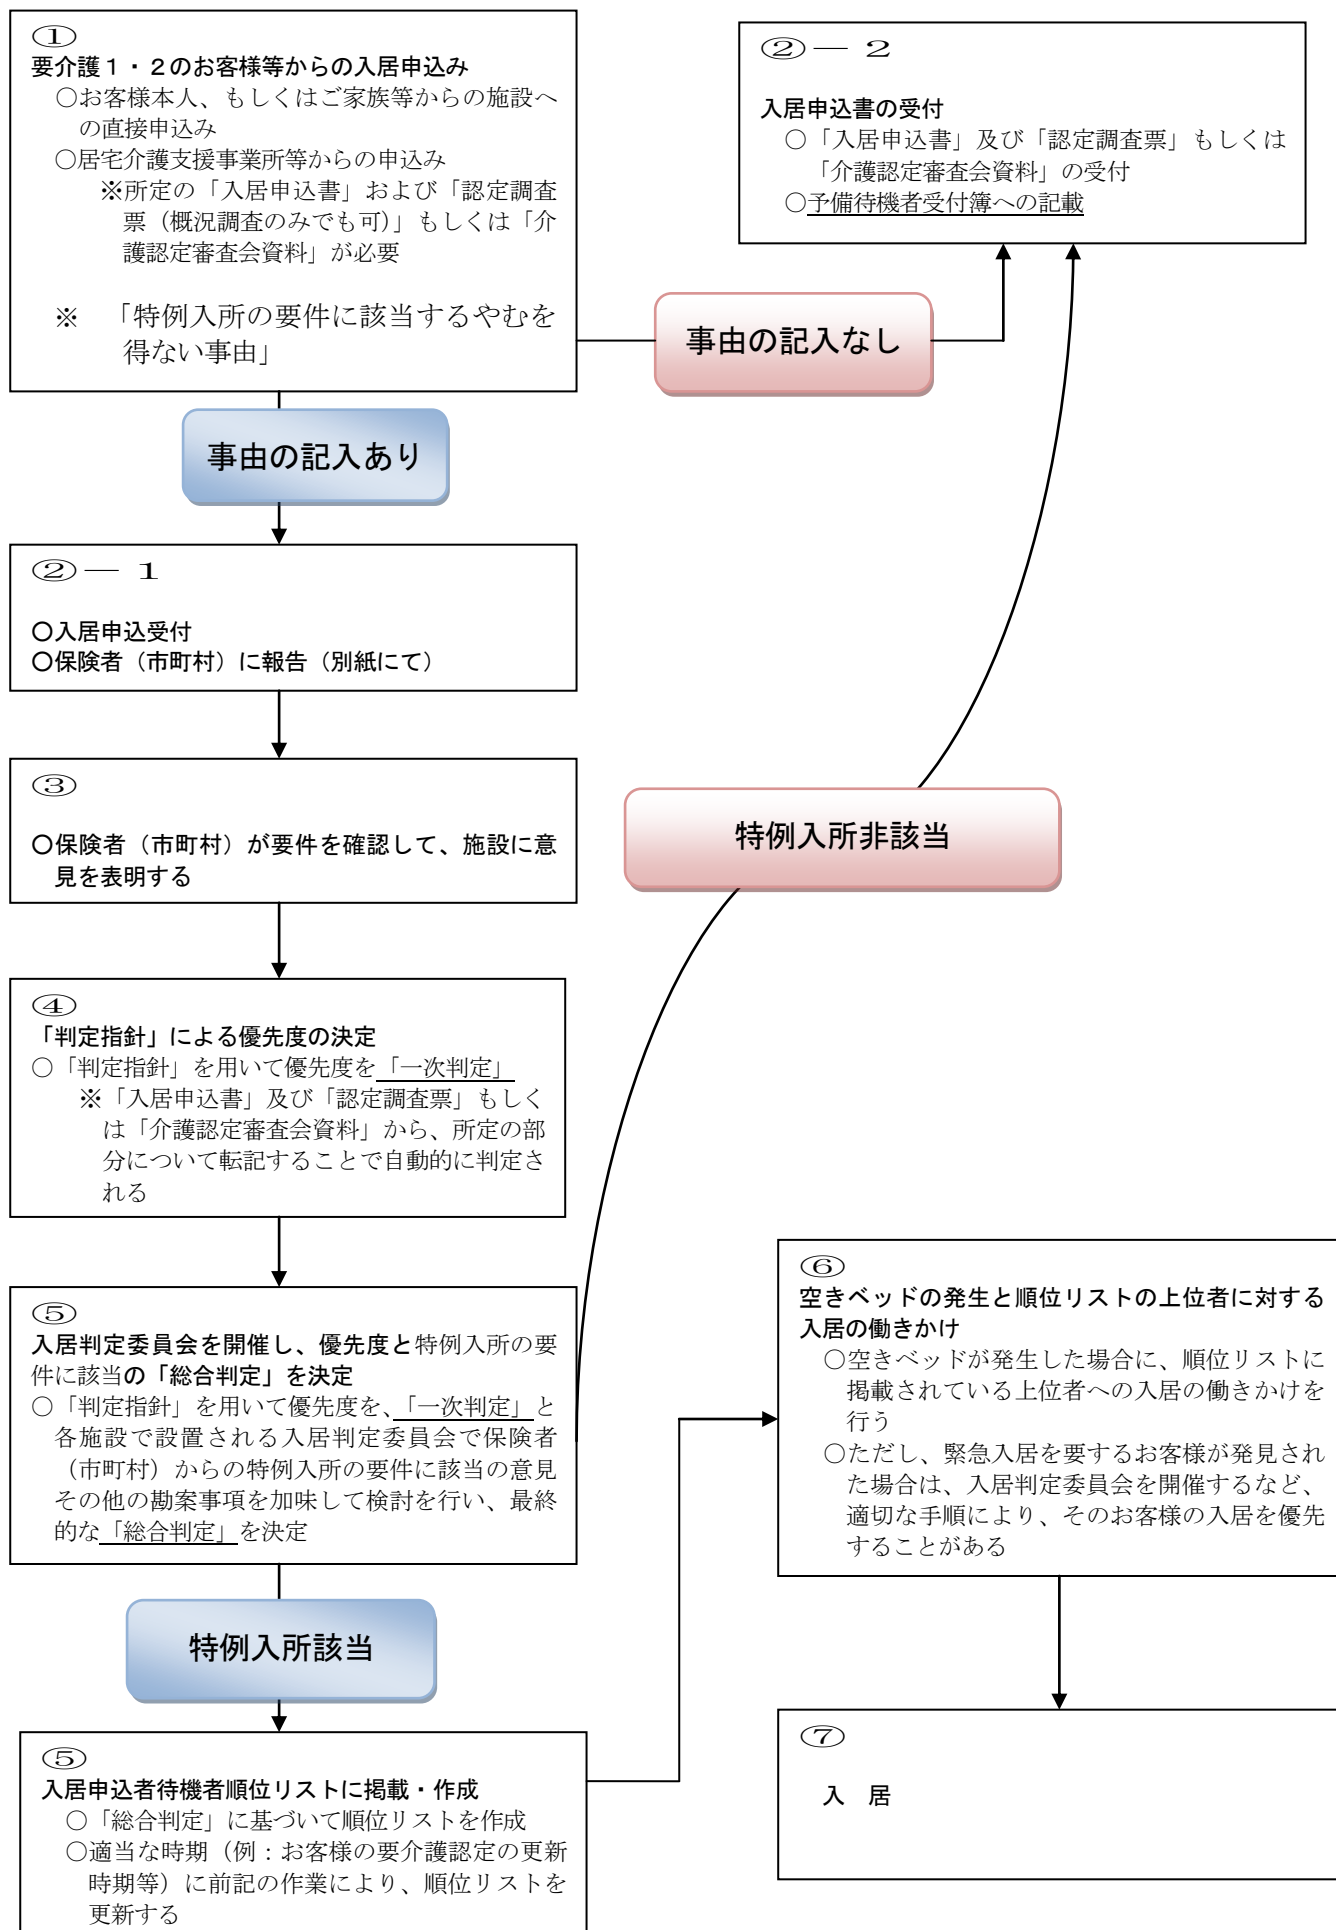 ①
要介護１・２のお客様等からの入居申込み
○お客様本人、もしくはご家族等からの施設へ
の直接申込み
○居宅介護支援事業所等からの申込み
※所定の「入居申込書」および「認定調査
票（概況調査のみでも可）」もしくは「介
護認定審査会資料」が必要
※　「特例入所の要件に該当するやむを
得ない事由」
②― 2
入居申込書の受付
○「入居申込書」及び「認定調査票」もしくは
「介護認定審査会資料」の受付
○予備待機者受付簿への記載
事由の記入なし
事由の記入あり
②― 1
○入居申込受付
○保険者（市町村）に報告（別紙にて）
③
○保険者（市町村）が要件を確認して、施設に意
見を表明する
特例入所非該当
④
「判定指針」による優先度の決定
○「判定指針」を用いて優先度を「一次判定」
※「入居申込書」及び「認定調査票」もしく
は「介護認定審査会資料」から、所定の部
分について転記することで自動的に判定さ
れる
⑤
入居判定委員会を開催し、優先度と特例入所の要
件に該当の「総合判定」を決定
○「判定指針」を用いて優先度を、「一次判定」と
各施設で設置される入居判定委員会で保険者
（市町村）からの特例入所の要件に該当の意見
その他の勘案事項を加味して検討を行い、最終
的な「総合判定」を決定
特例入所該当
⑤
入居申込者待機者順位リストに掲載・作成
○「総合判定」に基づいて順位リストを作成
○適当な時期（例：お客様の要介護認定の更新
時期等）に前記の作業により、順位リストを
更新する
⑥
空きベッドの発生と順位リストの上位者に対する
入居の働きかけ
○空きベッドが発生した場合に、順位リストに
掲載されている上位者への入居の働きかけを
行う
○ただし、緊急入居を要するお客様が発見され
た場合は、入居判定委員会を開催するなど、
適切な手順により、そのお客様の入居を優先
することがある
⑦
入　居